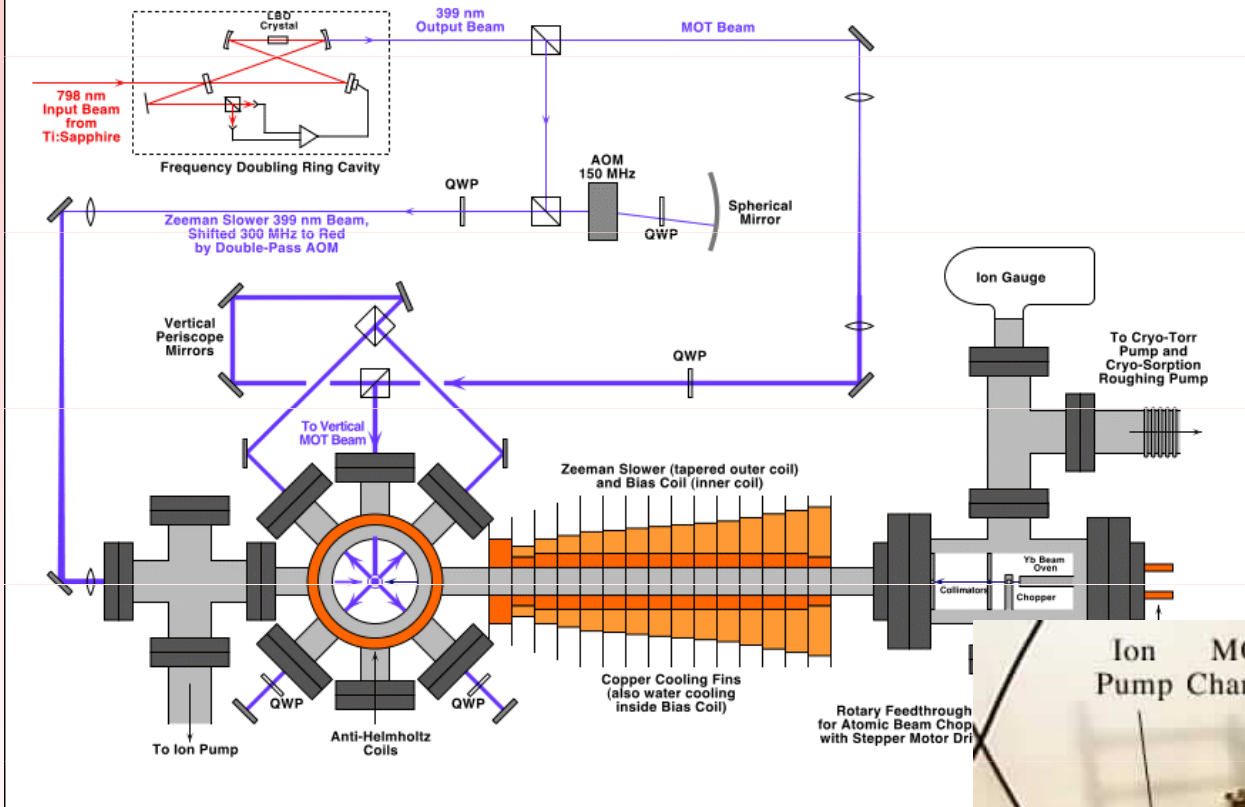 LBO
Crystal
399 nm
Output Beam
MOT Beam
798 nm
Input Beam
from
Ti:Sapphire
Frequency Doubling Ring Cavity
AOM
150 MHz
QWP
QWP
Spherical
Mirror
Zeeman Slower 399 nm Beam,
Shifted 300 MHz to Red
by Double-Pass AOM
Ion Gauge
Vertical
Periscope
Mirrors
QWP
To Cryo-Torr
Pump and
Cryo-Sorption
Roughing Pump
To Vertical
MOT Beam
Zeeman Slower (tapered outer coil)
and Bias Coil (inner coil)
Yb Beam
Oven
Collimators
Chopper
Copper Cooling Fins
(also water cooling
inside Bias Coil)
QWP
QWP
To Ion Pump
Anti-Helmholtz
Coils
Rotary Feedthrough
for Atomic Beam Chop
with Stepper Motor Dri
Ion
Pump Char